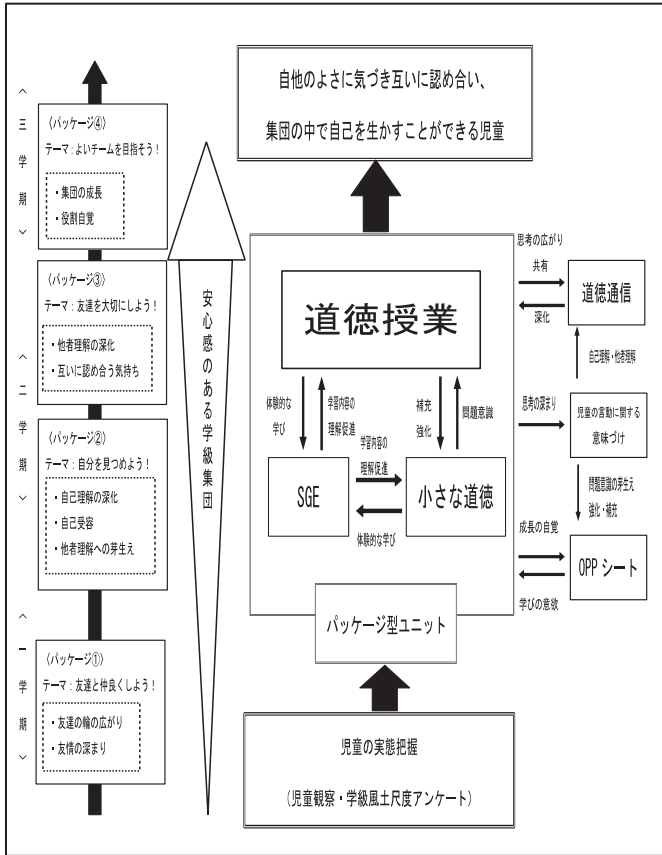 自他のよさに気づき互いに認め合い、
集団の中で自己を生かすことができる児童
〈三学期〉
〈パッケージ④〉
テーマ：よいチームを目指そう！
・集団の成長
・役割自覚
〈パッケージ③〉
テーマ：友達を大切にしよう！
・他者理解の深化
・互いに認め合う気持ち
〈二学期〉
〈パッケージ②〉
テーマ：自分を見つめよう！
・自己理解の深化
・自己受容
・他者理解への芽生え
〈一学期〉
〈パッケージ①〉
テーマ：友達と仲良くしよう！
・友達の輪の広がり
・友情の深まり
安心感のある学級集団
道徳授業
体験的な
学び
学習内容の
理解促進
補充
強化
問題意識
SGE
学習内容の
理解促進
体験的な学び
小さな道徳
パッケージ型ユニット
児童の実態把握
（児童観察・学級風土尺度アンケート）
思考の広がり
共有
深化
道徳通信
自己理解・他者理解
思考の深まり
児童の言動に関する
意味づけ
問題意識の芽生え
強化・補充
成長の自覚
学びの意欲
OPPシート